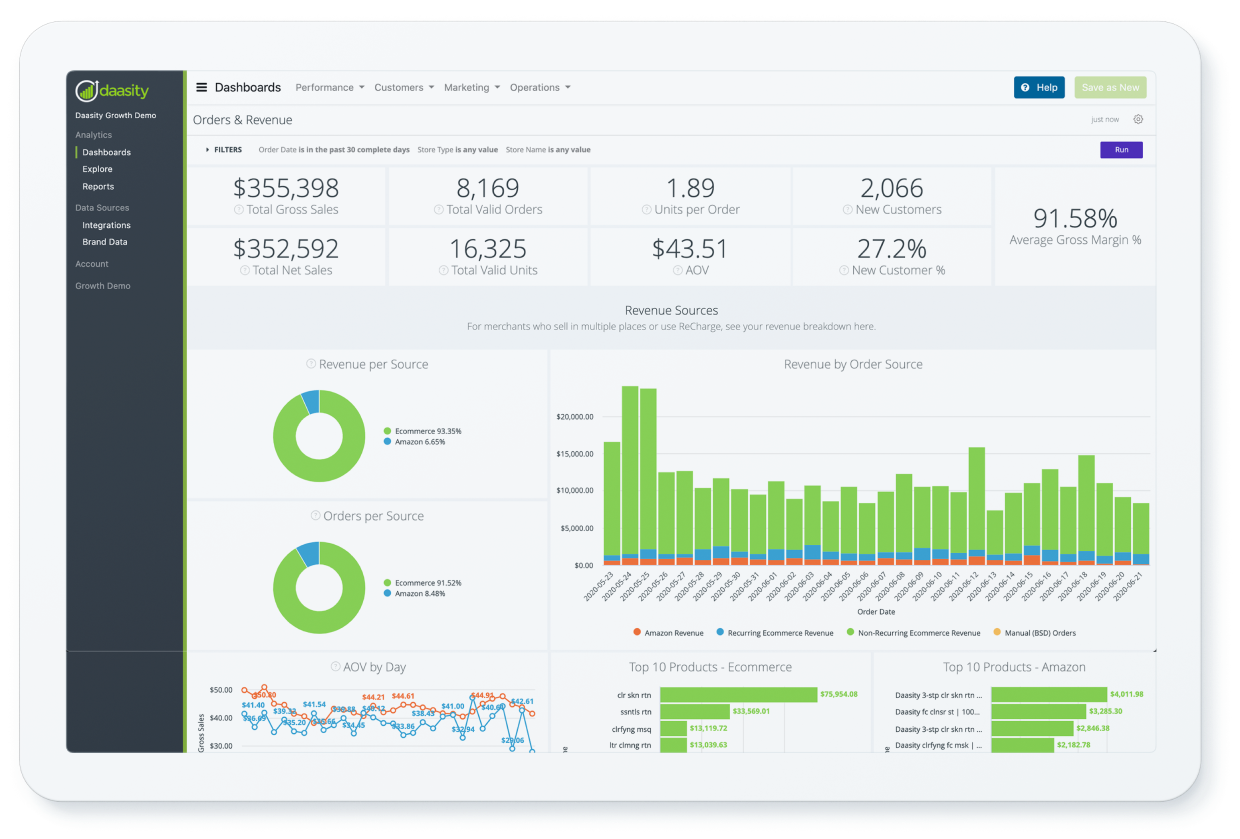 daasity
Dashboards Performance Customers Marketing Operations
Help
Save as New
Daasity Growth Demo
Analytics
Dashboards
Explore
Reports
Data Sources
Integrations
Brand Data
Account
Growth Demo
Orders & Revenue
just now
FILTERS Order Date is in the past 30 complete days Store Type is any value Store Name is any value
Run
$355,398
Total Gross Sales
8,169
Total Valid Orders
1.89
Units per Order
2,066
New Customers
91.58%
Average Gross Margin %
$352,592
Total Net Sales
16,325
Total Valid Units
$43.51
AOV
27.2%
New Customer %
Revenue Sources
For merchants who sell in multiple places or use ReCharge, see your revenue breakdown here.
Revenue per Source
Ecommerce 93.35%
Amazon 6.65%
Orders per Source
Ecommerce 91.52%
Amazon 8.48%
Revenue by Order Source
$20,000.00
$15,000.00
$10,000.00
$5,000.00
$0.00
2020-05-23
2020-05-24
2020-05-25
2020-05-26
2020-05-27
2020-05-28
2020-05-29
2020-05-30
2020-05-31
2020-06-01
2020-06-02
2020-06-03
2020-06-04
2020-06-05
2020-06-06
2020-06-07
2020-06-08
2020-06-09
2020-06-10
2020-06-11
2020-06-12
2020-06-13
2020-06-14
2020-06-15
2020-06-16
2020-06-17
2020-06-18
2020-06-19
2020-06-20
2020-06-21
Order Date
Amazon Revenue Recurring Ecommerce Revenue Non-Recurring Ecommerce Revenue Manual (BSD) Orders
AOV by Day
Gross Sales
$50.00
$40.00
$30.00
$41.40
$41.54
$44.21
$44.61
$38.43
$41.00
$44.91
$42.61
$35.20
$33.86
Top 10 Products - Ecommerce
clr skn rtn $75,954.08
ssntls rtn $33,569.01
clrfyng msq $13,119.72
ltr clmng rtn $13,039.63
Top 10 Products - Amazon
Daasity 3-stp clr skn rtn ... $4,011.98
Daasity fc clnsr st | 100... $3,285.30
Daasity 3-stp clr skn rtn ... $2,846.38
Daasity clrfyng fc msk | ... $2,182.78